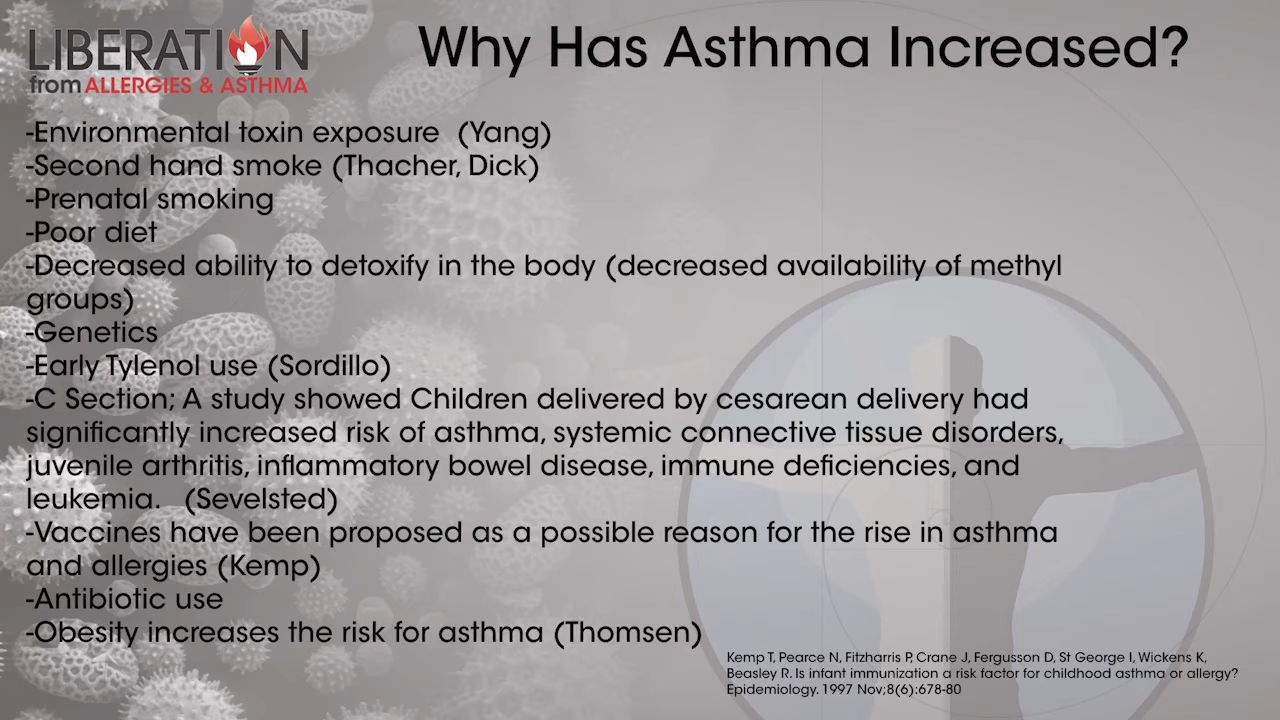 LIBERATION
from ALLERGIES & ASTHMA
Why Has Asthma Increased?
-Environmental toxin exposure  (Yang)
-Second hand smoke (Thacher, Dick)
-Prenatal smoking
-Poor diet
-Decreased ability to detoxify in the body (decreased availability of methyl
groups)
-Genetics
-Early Tylenol use (Sordillo)
-C Section; A study showed Children delivered by cesarean delivery had
significantly increased risk of asthma, systemic connective tissue disorders,
juvenile arthritis, inflammatory bowel disease, immune deficiencies, and
leukemia.   (Sevelsted)
-Vaccines have been proposed as a possible reason for the rise in asthma
and allergies (Kemp)
-Antibiotic use
-Obesity increases the risk for asthma (Thomsen)
Kemp T, Pearce N, Fitzharris P, Crane J, Fergusson D, St George I, Wickens K,
Beasley R. Is infant immunization a risk factor for childhood asthma or allergy?
Epidemiology. 1997 Nov;8(6):678-80